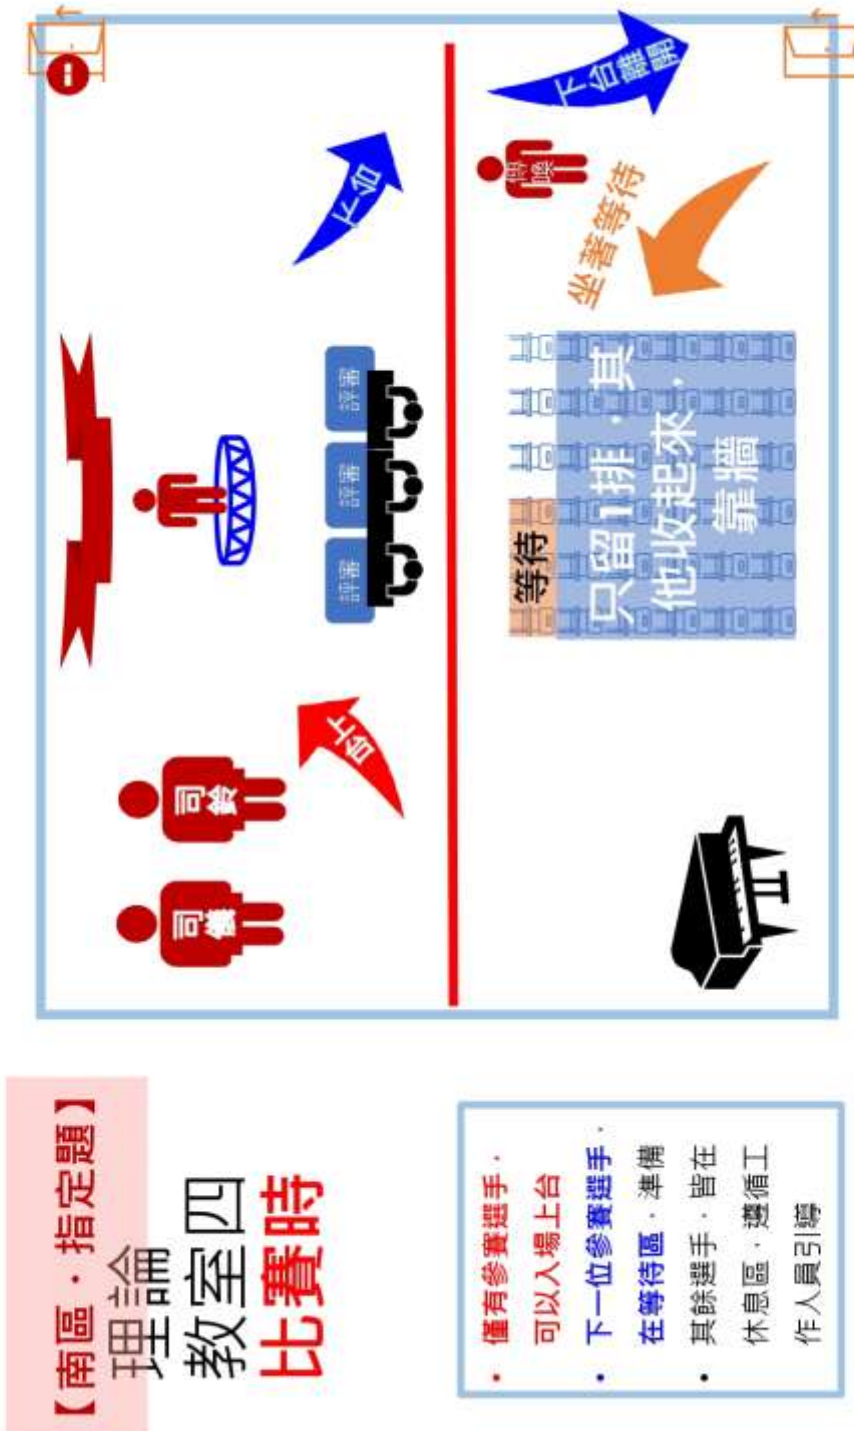 【南區‧指定題】
理論
教室四
比賽時
• 僅有參賽選手，
可以入場上台
• 下一位參賽選手，
在等待區，準備
• 其餘選手，皆在
休息區，遵循工
作人員引導
司儀
司鈴
上台
評審
評審
評審
下台
等待
只留1排，其
他收起來，
靠牆
坐著等待
下台離開